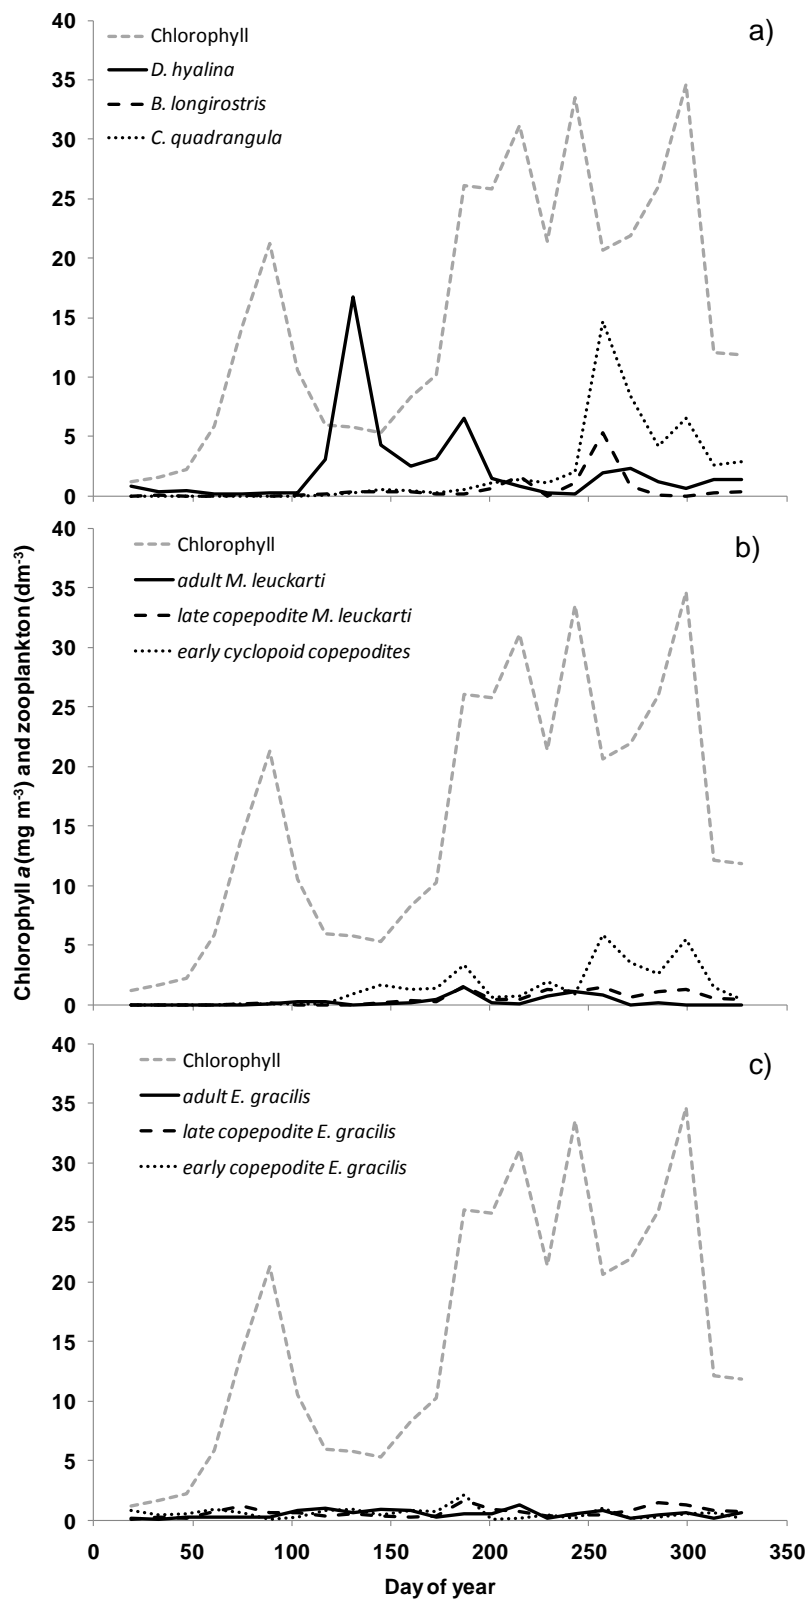 a)
Chlorophyll
D. hyalina
B. longirostris
C. quadrangula
40
35
30
25
20
15
10
5
0
b)
Chlorophyll
adult M. leuckarti
late copepodite M. leuckarti
early cyclopoid copepodites
40
35
30
25
20
15
10
5
0
Chlorophyll a (mg m-3) and zooplankton (dm-3)
c)
Chlorophyll
adult E. gracilis
late copepodite E. gracilis
early copepodite E. gracilis
40
35
30
25
20
15
10
5
0
0 50 100 150 200 250 300 350
Day of year